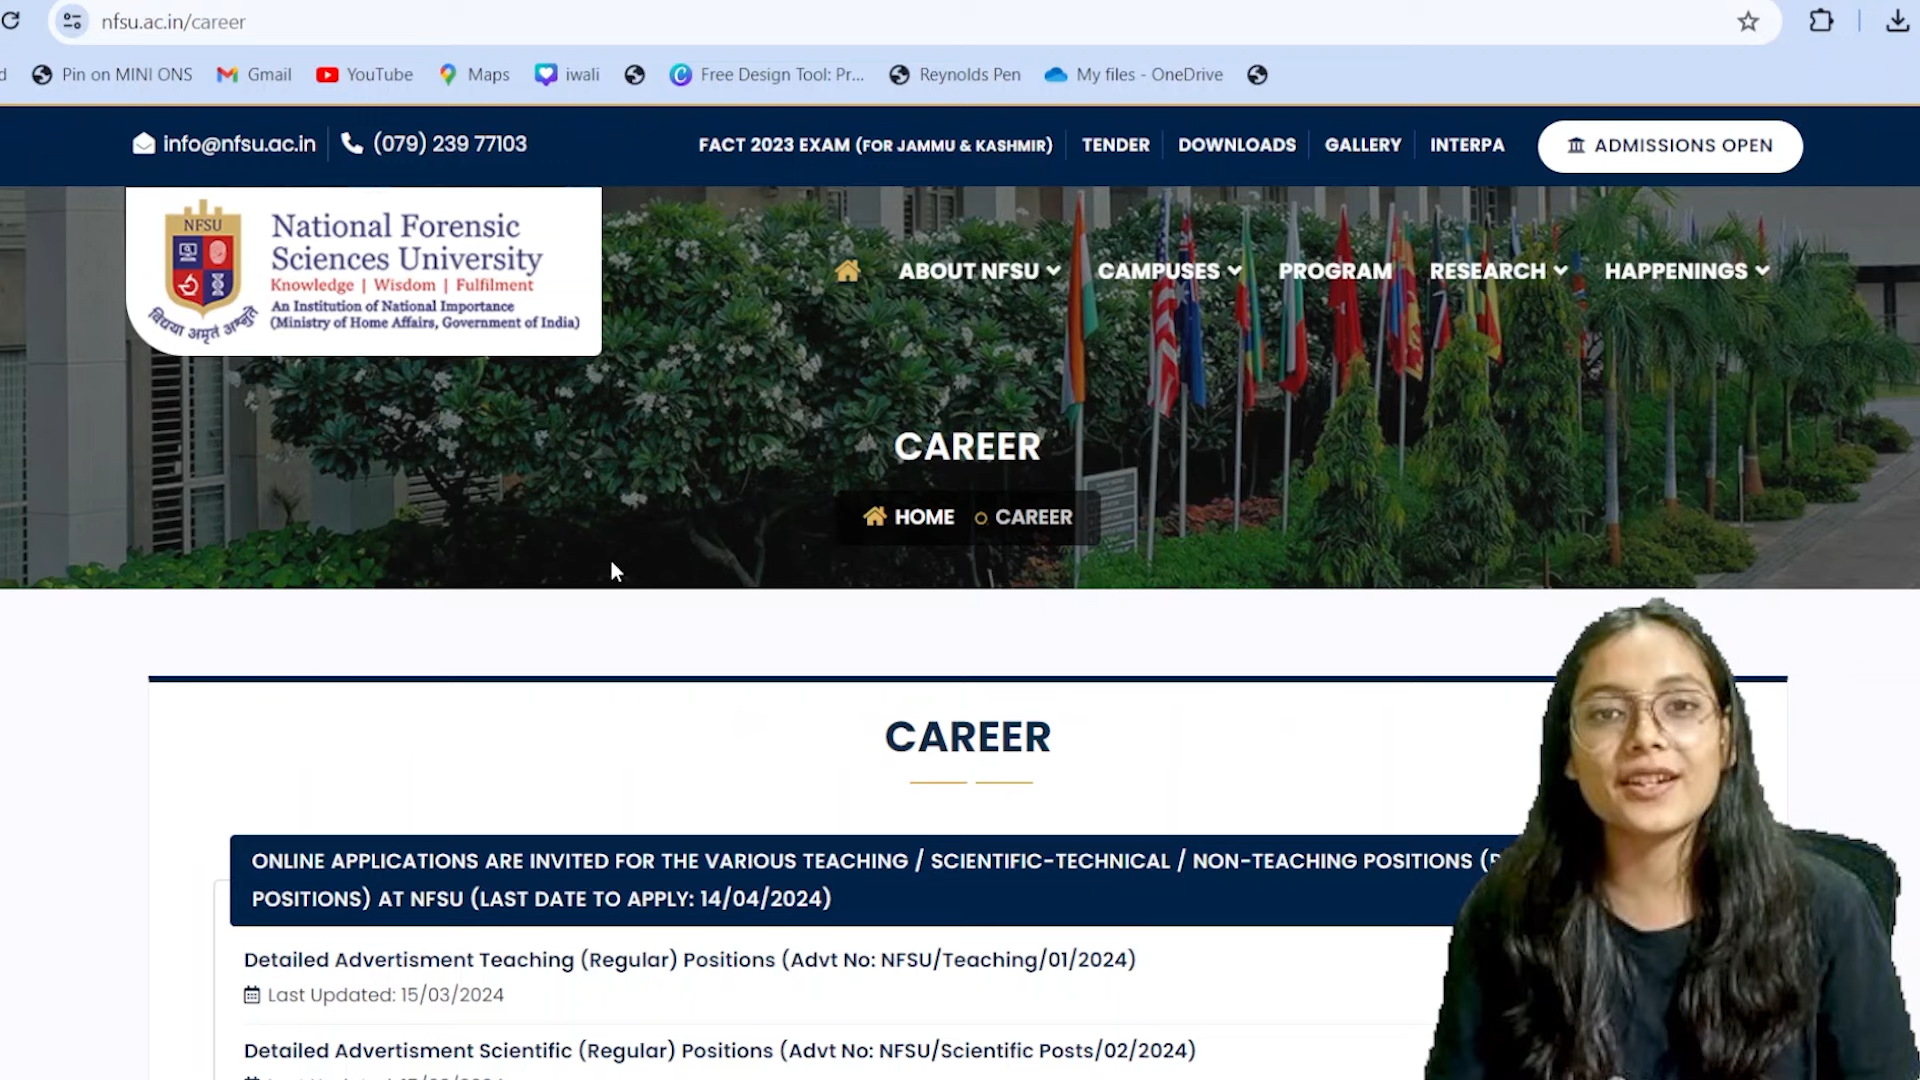 nfsu.ac.in/career
Pin on MINI ONS Gmail YouTube Maps iwali Free Design Tool: Pr... Reynolds Pen My files - OneDrive
info@nfsu.ac.in (079) 239 77103 FACT 2023 EXAM (FOR JAMMU & KASHMIR) TENDER DOWNLOADS GALLERY INTERPA ADMISSIONS OPEN
NFSU
National Forensic
Sciences University
Knowledge | Wisdom | Fulfilment
An Institution of National Importance
(Ministry of Home Affairs, Government of India)
विद्यया अमृतं अश्नुते
ABOUT NFSU CAMPUSES PROGRAM RESEARCH HAPPENINGS
CAREER
HOME CAREER
CAREER
ONLINE APPLICATIONS ARE INVITED FOR THE VARIOUS TEACHING / SCIENTIFIC-TECHNICAL / NON-TEACHING POSITIONS (
POSITIONS) AT NFSU (LAST DATE TO APPLY: 14/04/2024)
Detailed Advertisment Teaching (Regular) Positions (Advt No: NFSU/Teaching/01/2024)
Last Updated: 15/03/2024
Detailed Advertisment Scientific (Regular) Positions (Advt No: NFSU/Scientific Posts/02/2024)